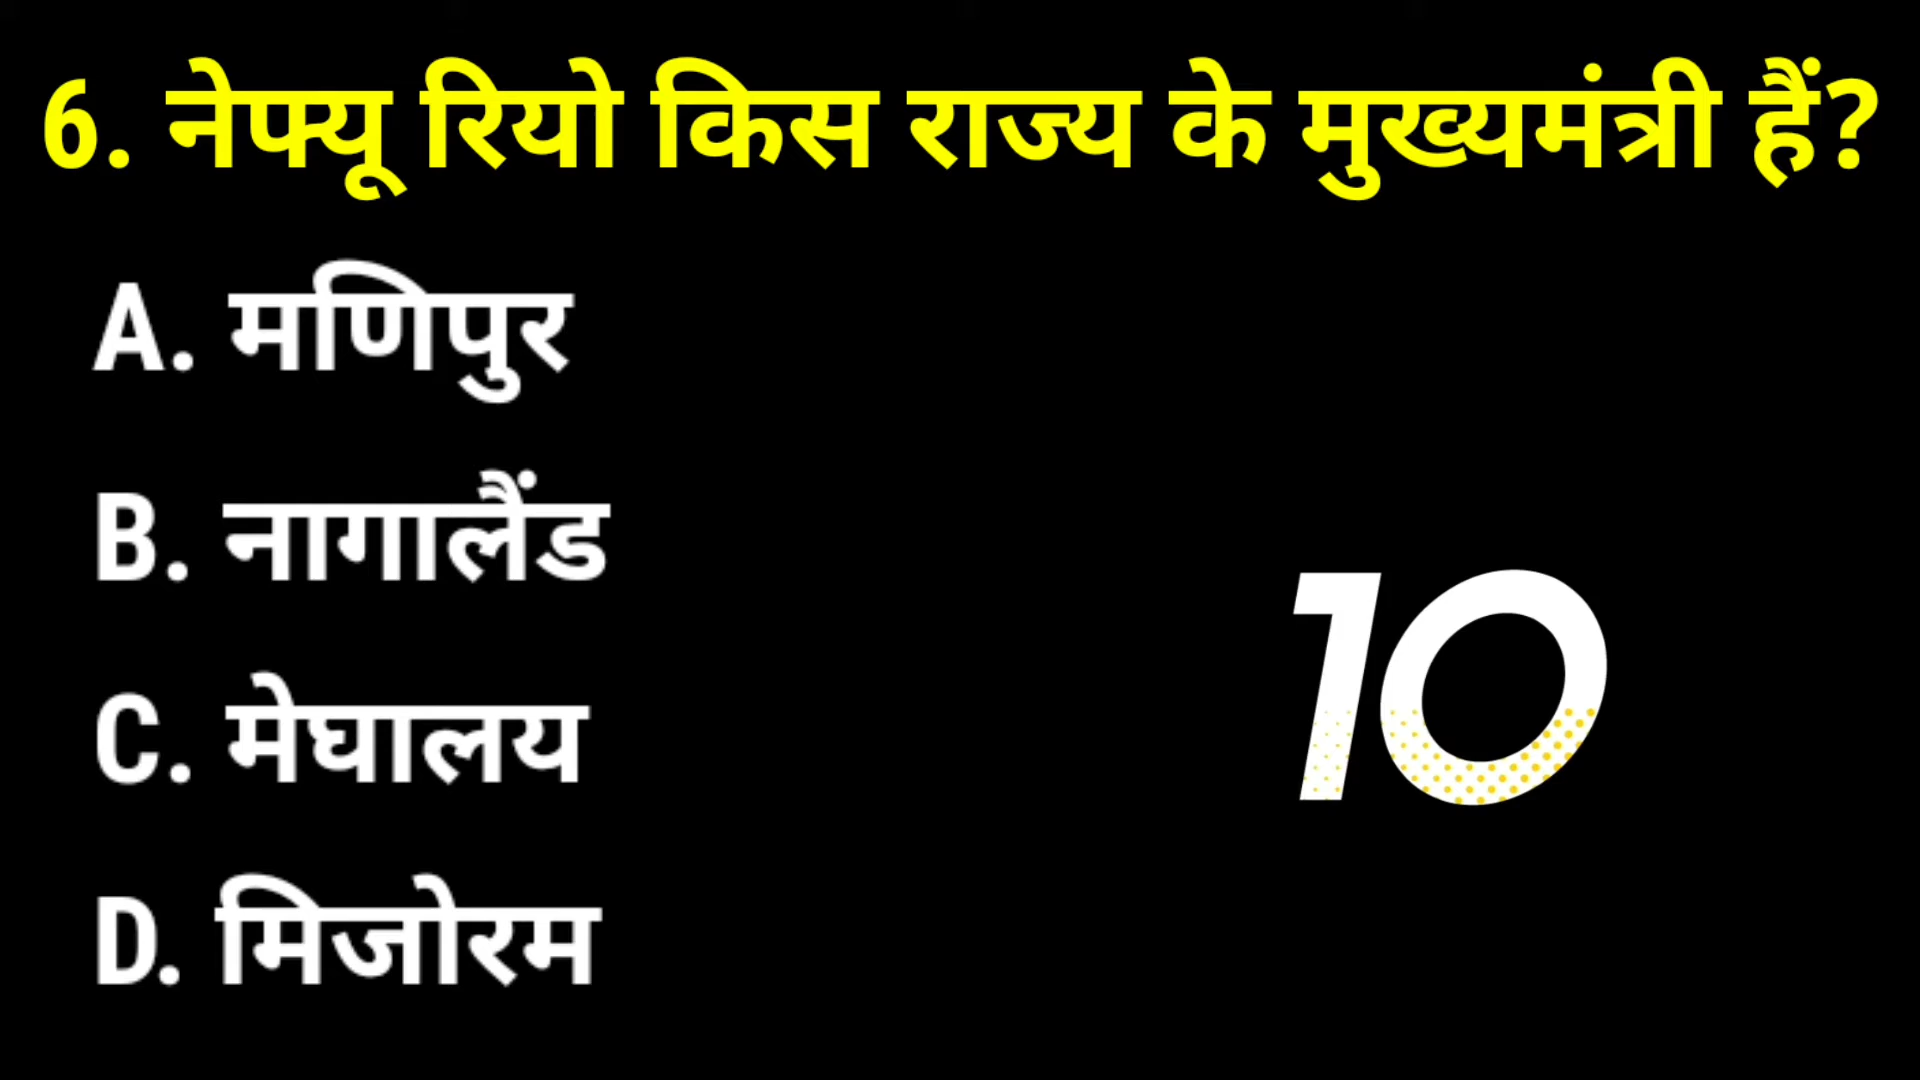 6. नेफ्यू रियो किस राज्य के मुख्यमंत्री हैं?
A. मणिपुर
B. नागालैंड
C. मेघालय
10
D. मिजोरम